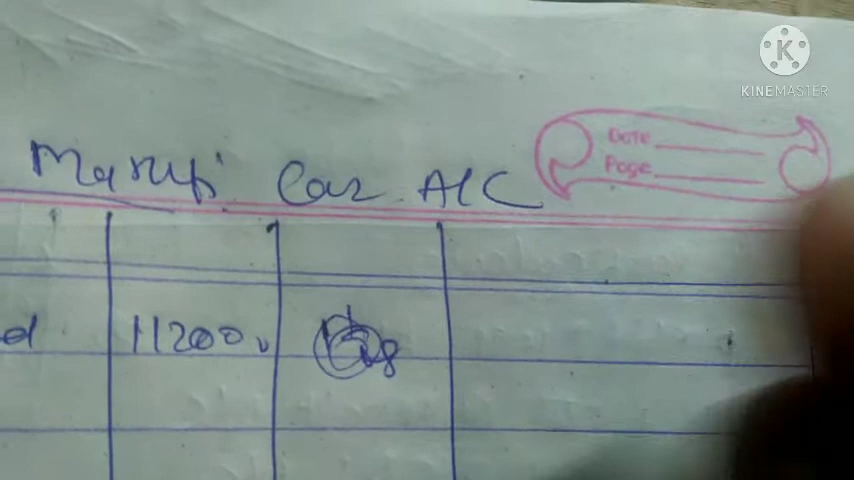 K
KINEMASTER
Date
Page
Maruti Car A/C
d 11200